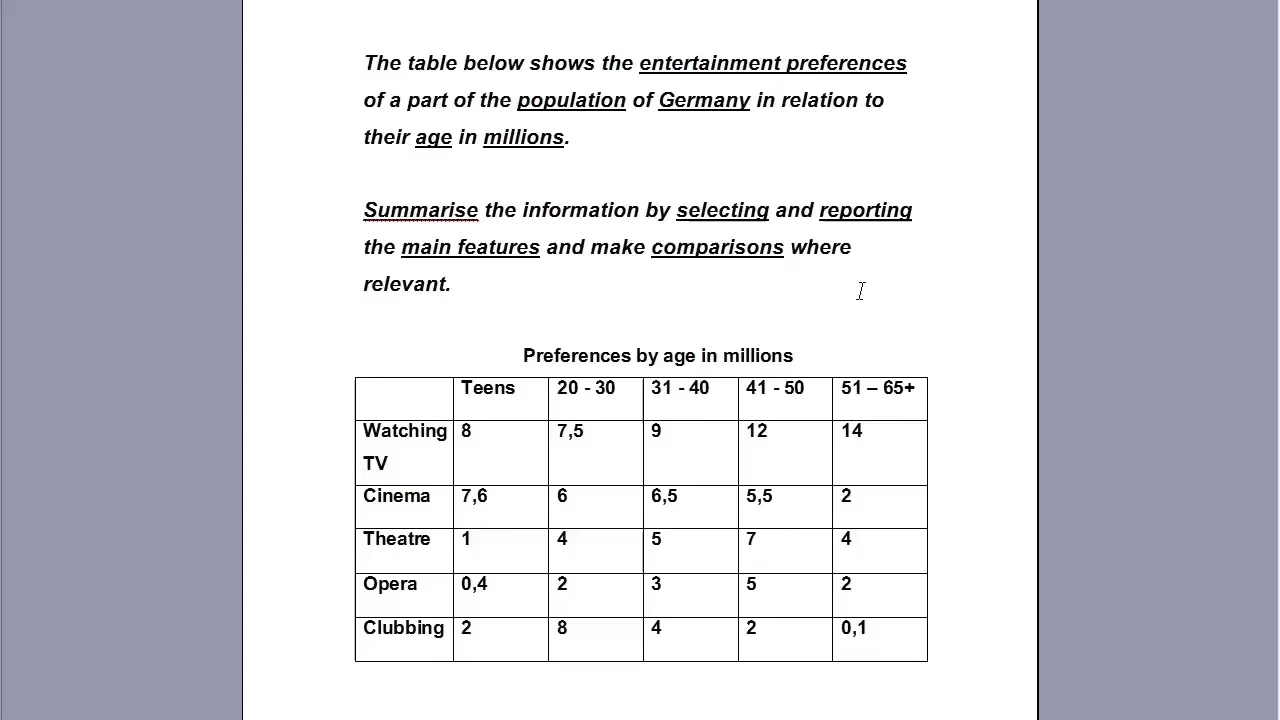 The table below shows the entertainment preferences
of a part of the population of Germany in relation to
their age in millions.
Summarise the information by selecting and reporting
the main features and make comparisons where
relevant.
Preferences by age in millions
Teens 20 - 30 31 - 40 41 - 50 51 – 65+
Watching 8 7,5 9 12 14
TV
Cinema 7,6 6 6,5 5,5 2
Theatre 1 4 5 7 4
Opera 0,4 2 3 5 2
Clubbing 2 8 4 2 0,1